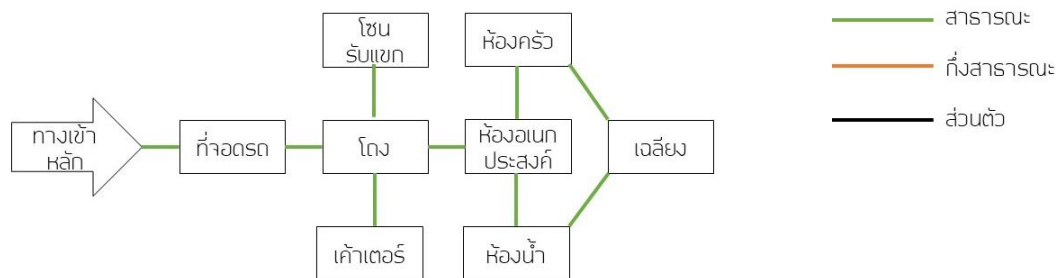 โซน
รับแขก
ห้องครัว
สาธารณะ
กึ่งสาธารณะ
ส่วนตัว
ทางเข้า
หลัก
ที่จอดรถ
โถง
ห้องอเนก
ประสงค์
เฉลียง
เค้าเตอร์
ห้องน้ำ